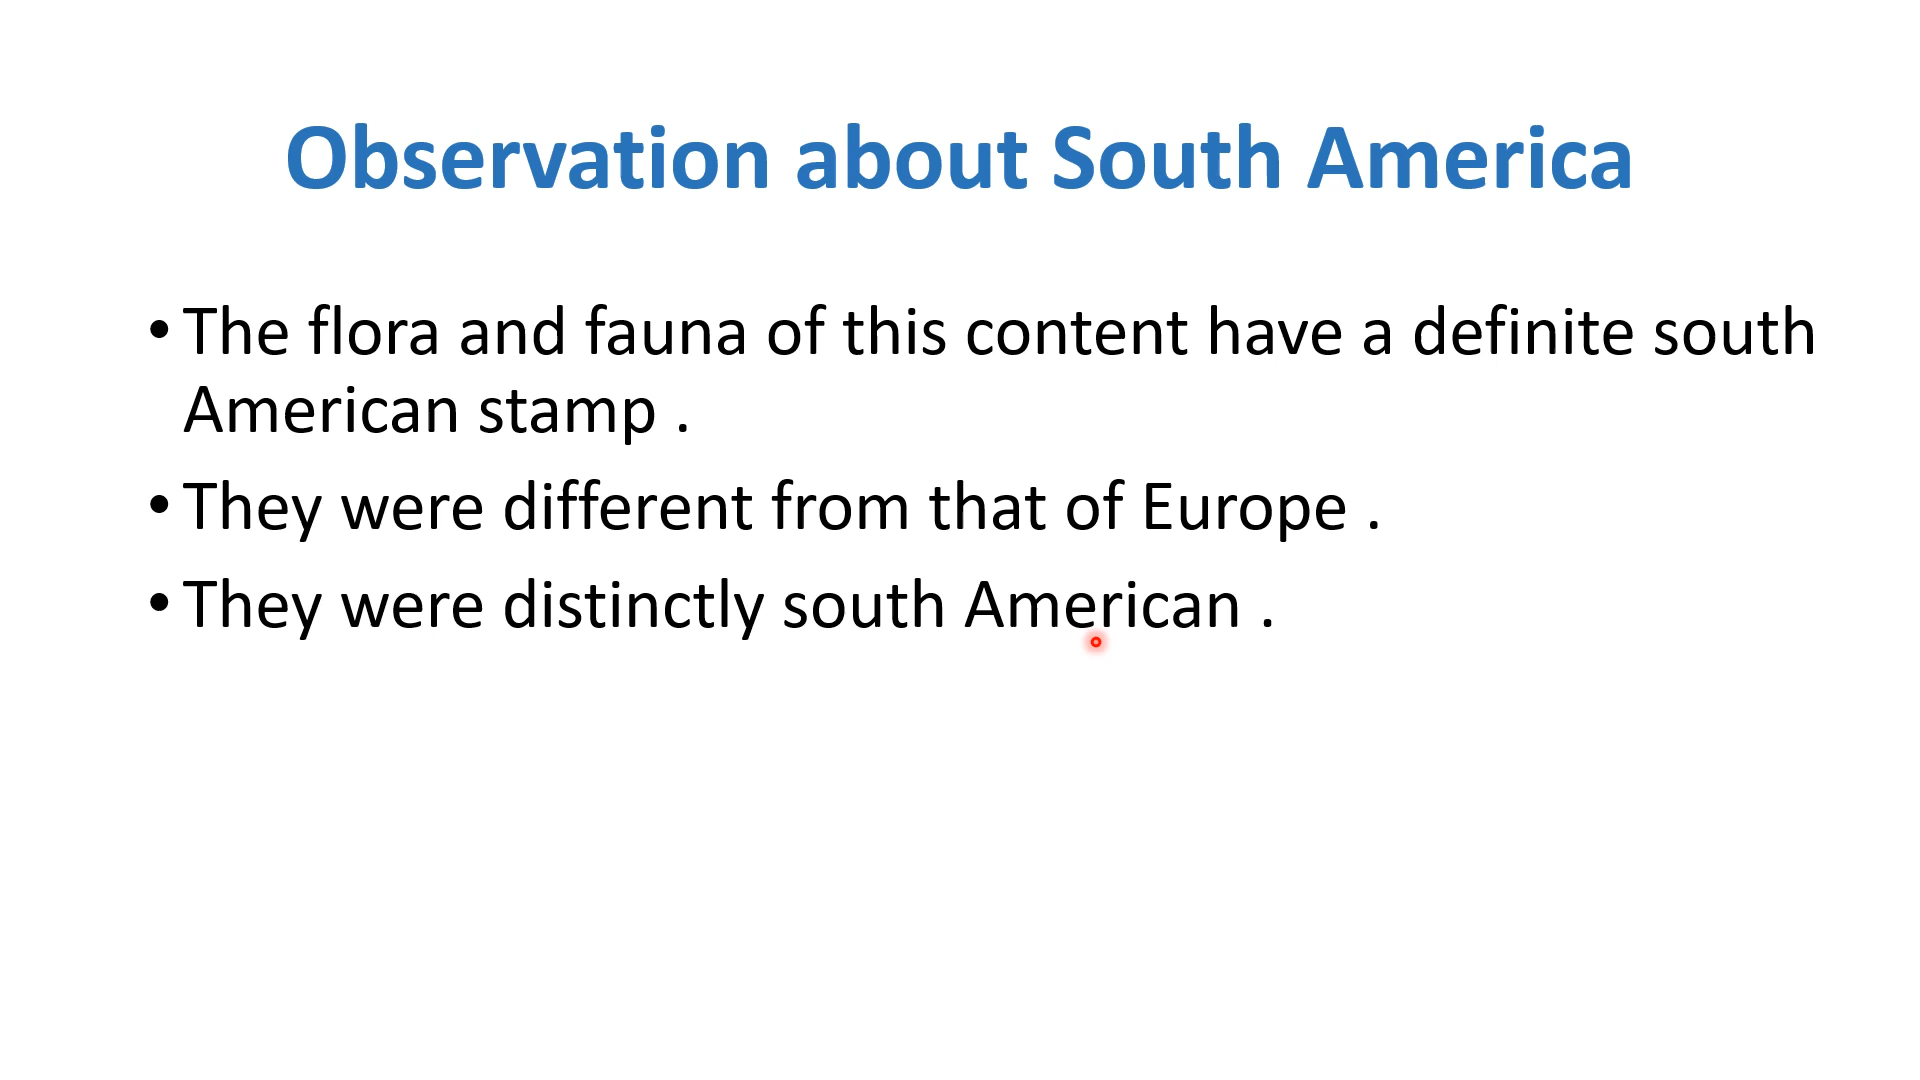 Observation about South America
• The flora and fauna of this content have a definite south
American stamp .
• They were different from that of Europe .
• They were distinctly south American .